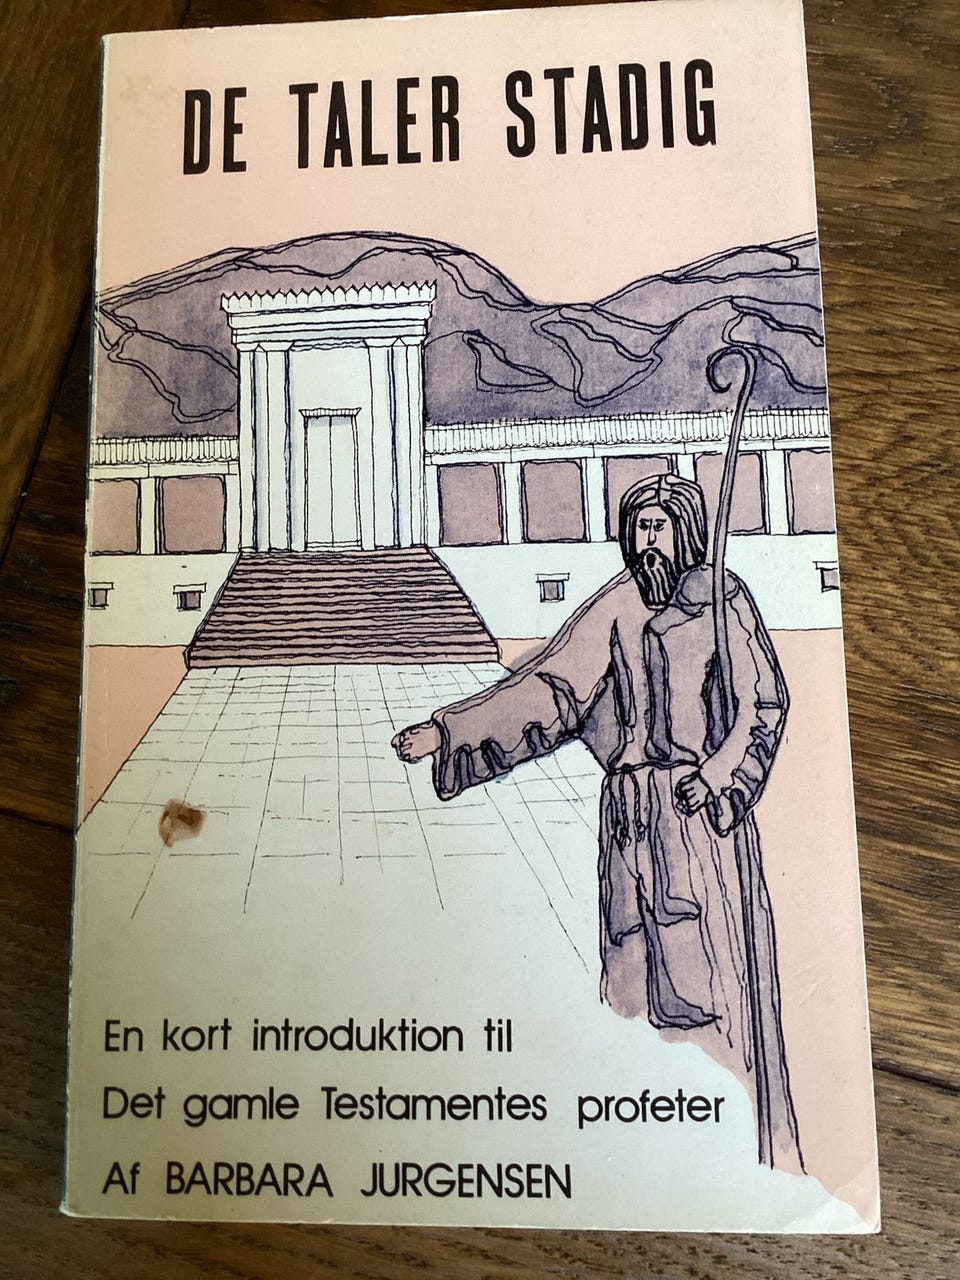 DE TALER STADIG
En kort introduktion til
Det gamle Testamentes profeter
Af BARBARA JURGENSEN